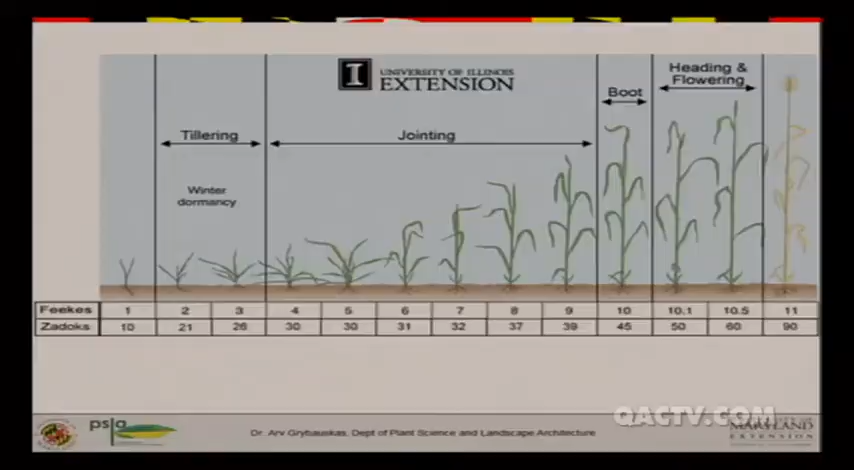 I UNIVERSITY OF ILLINOIS
EXTENSION
Heading &
Flowering
Boot
Tillering
Jointing
Winter
dormancy
Feekes 1 2 3 4 5 6 7 8 9 10 10.1 10.5 11
Zadoks 10 21 26 30 30 31 32 37 39 45 50 60 90
QACTV.COM
psla
Dr. Arv Grybauskas, Dept of Plant Science and Landscape Architecture
MARYLAND
EXTENSION